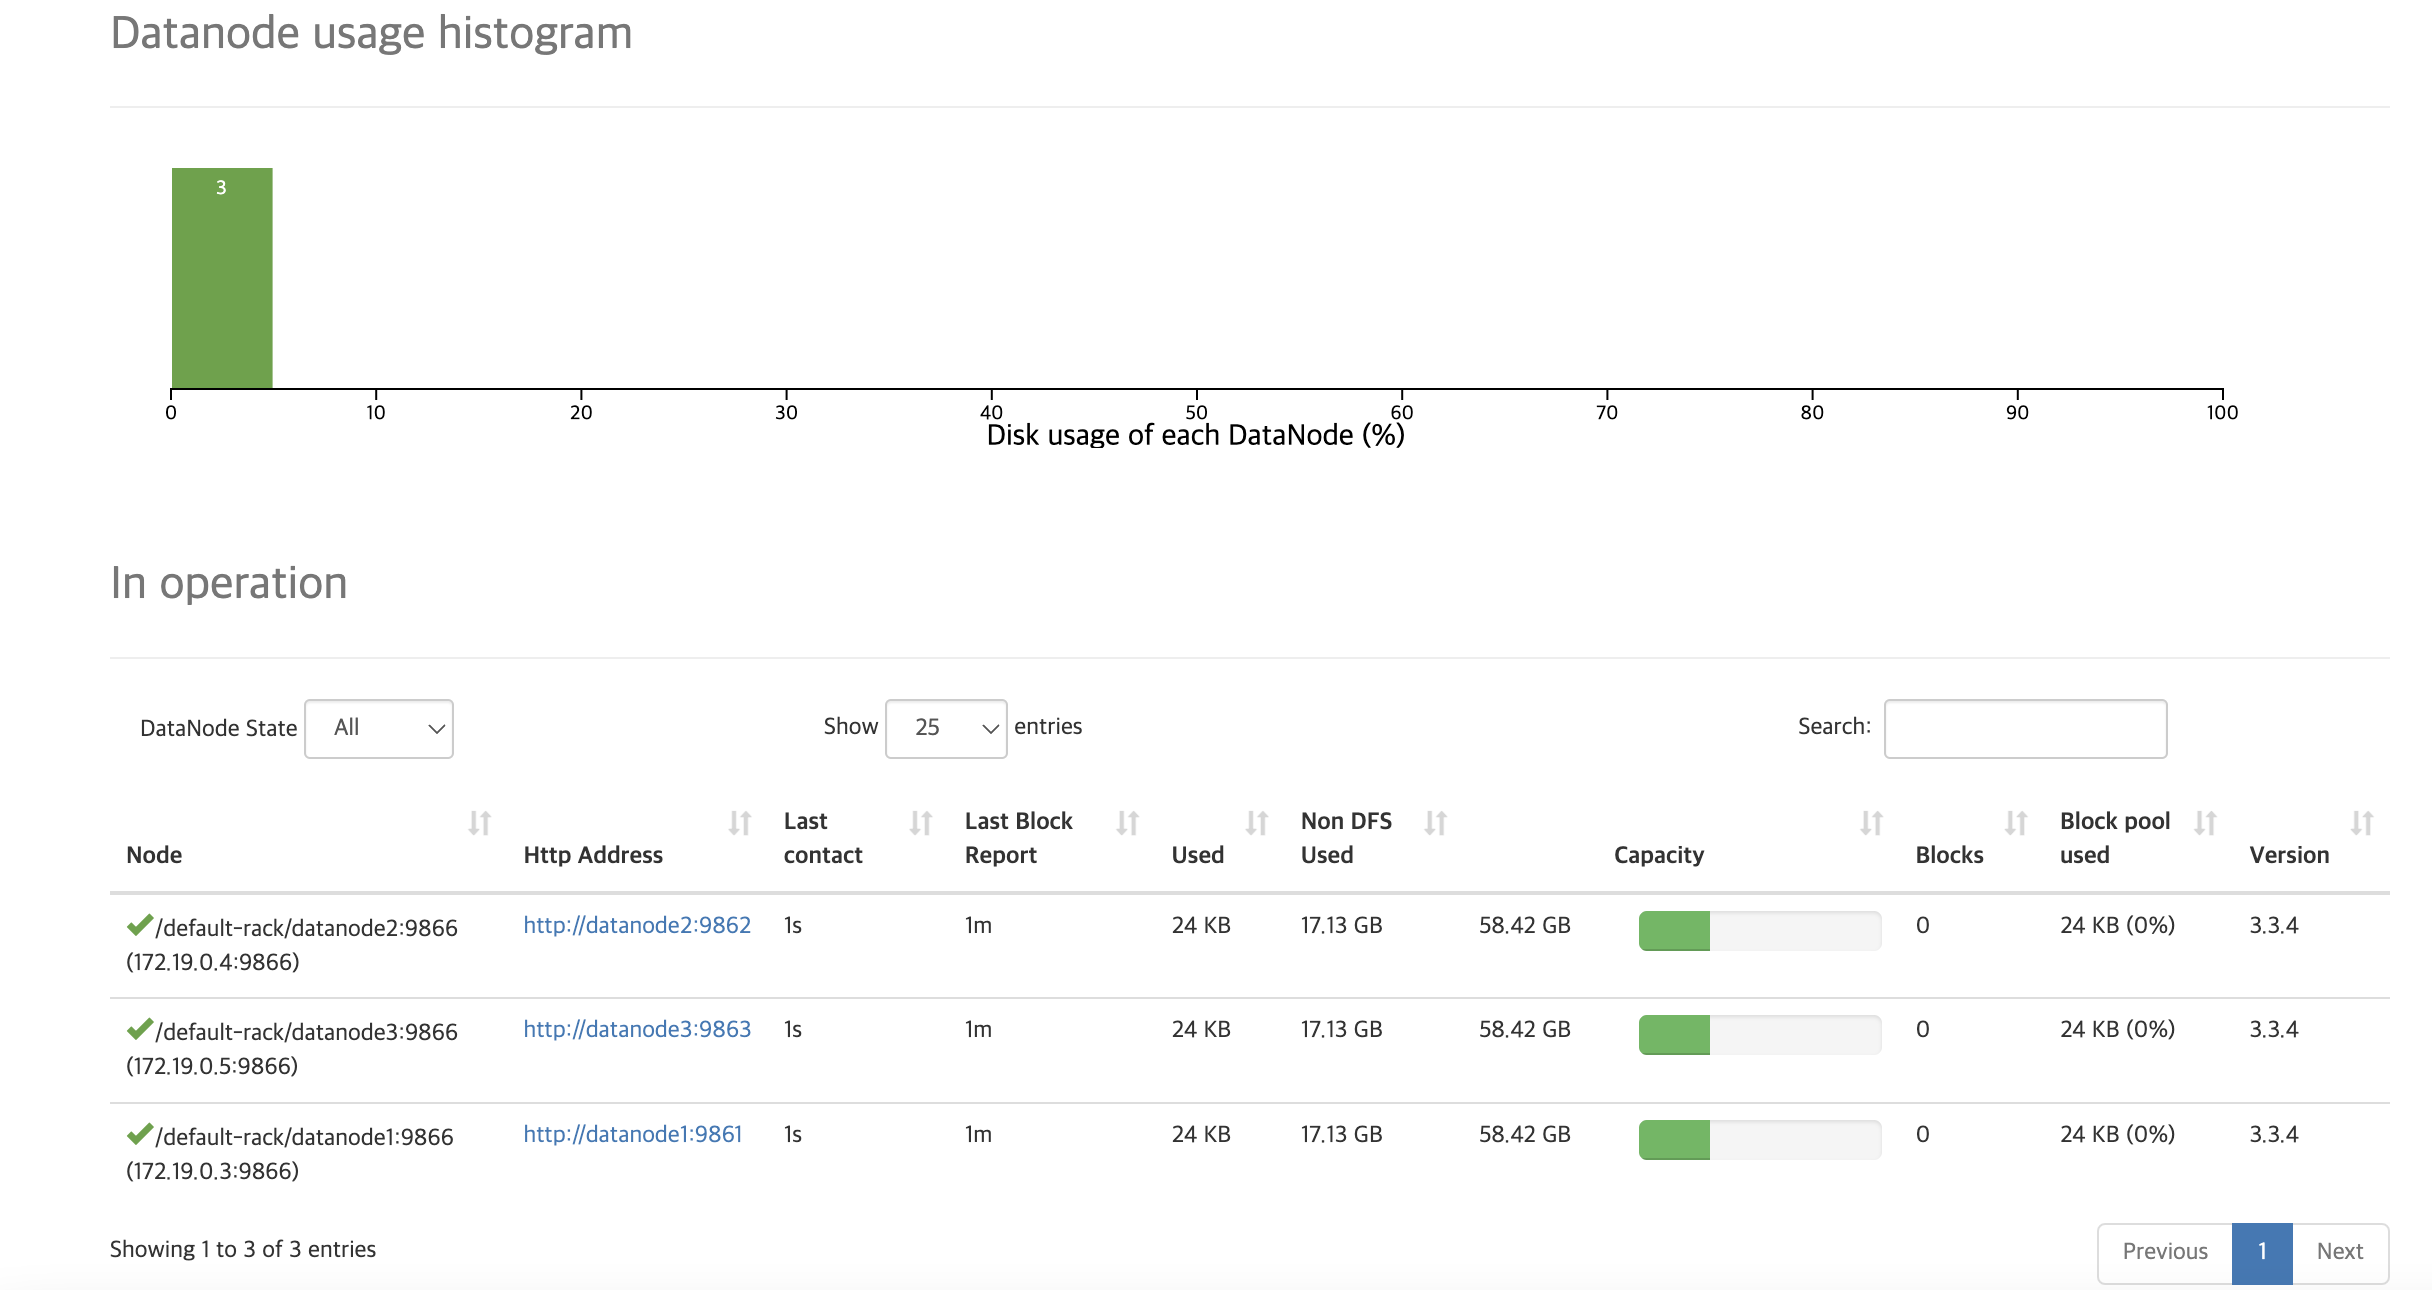 Datanode usage histogram
3
0 10 20 30 40 50 60 70 80 90 100
Disk usage of each DataNode (%)
In operation
DataNode State All Show 25 entries Search:
Node Http Address Last contact Last Block Report Used Non DFS Used Capacity Blocks Block pool used Version
/default-rack/datanode2:9866 http://datanode2:9862 1s 1m 24 KB 17.13 GB 58.42 GB 0 24 KB (0%) 3.3.4
(172.19.0.4:9866)
/default-rack/datanode3:9866 http://datanode3:9863 1s 1m 24 KB 17.13 GB 58.42 GB 0 24 KB (0%) 3.3.4
(172.19.0.5:9866)
/default-rack/datanode1:9866 http://datanode1:9861 1s 1m 24 KB 17.13 GB 58.42 GB 0 24 KB (0%) 3.3.4
(172.19.0.3:9866)
Showing 1 to 3 of 3 entries Previous 1 Next